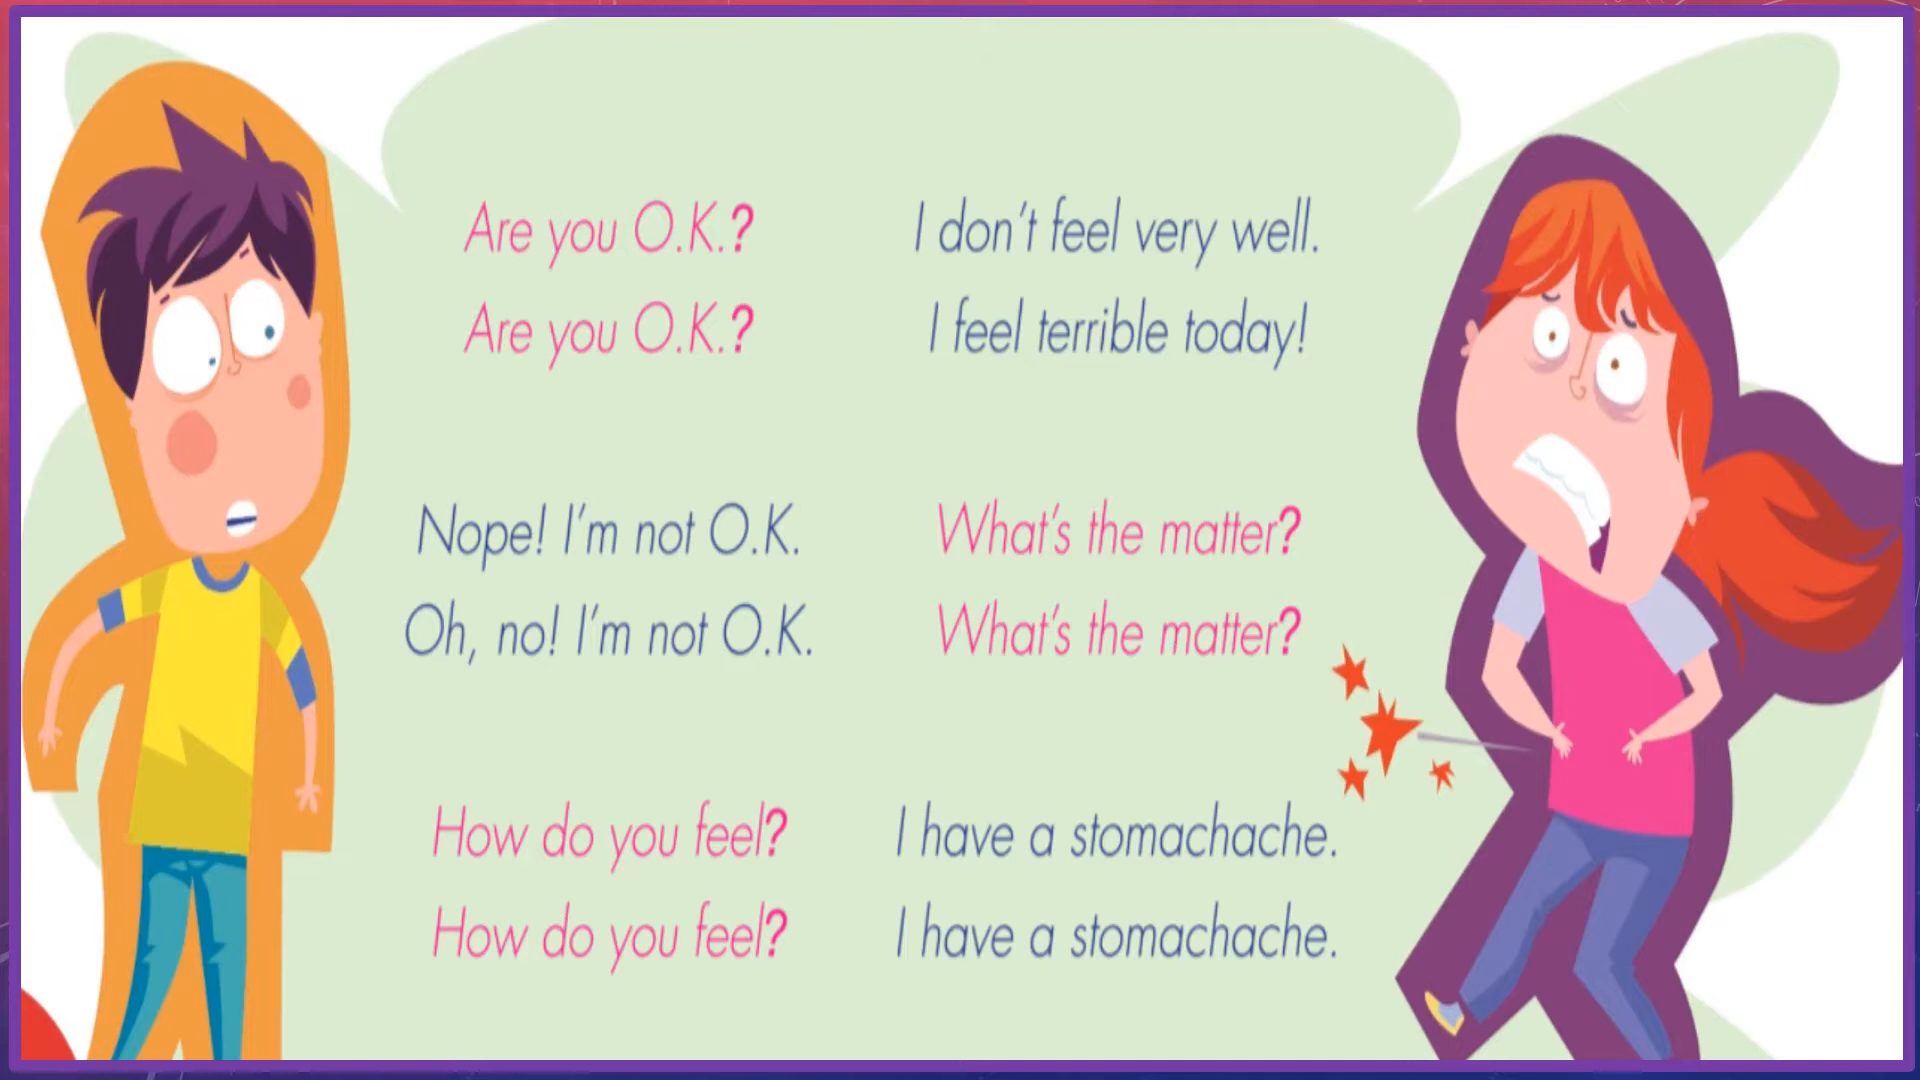 Are you O.K.?
Are you O.K.?
Nope! I'm not O.K.
Oh, no! I'm not O.K.
How do you feel?
How do you feel?
I don't feel very well.
I feel terrible today!
What's the matter?
What's the matter?
I have a stomachache.
I have a stomachache.